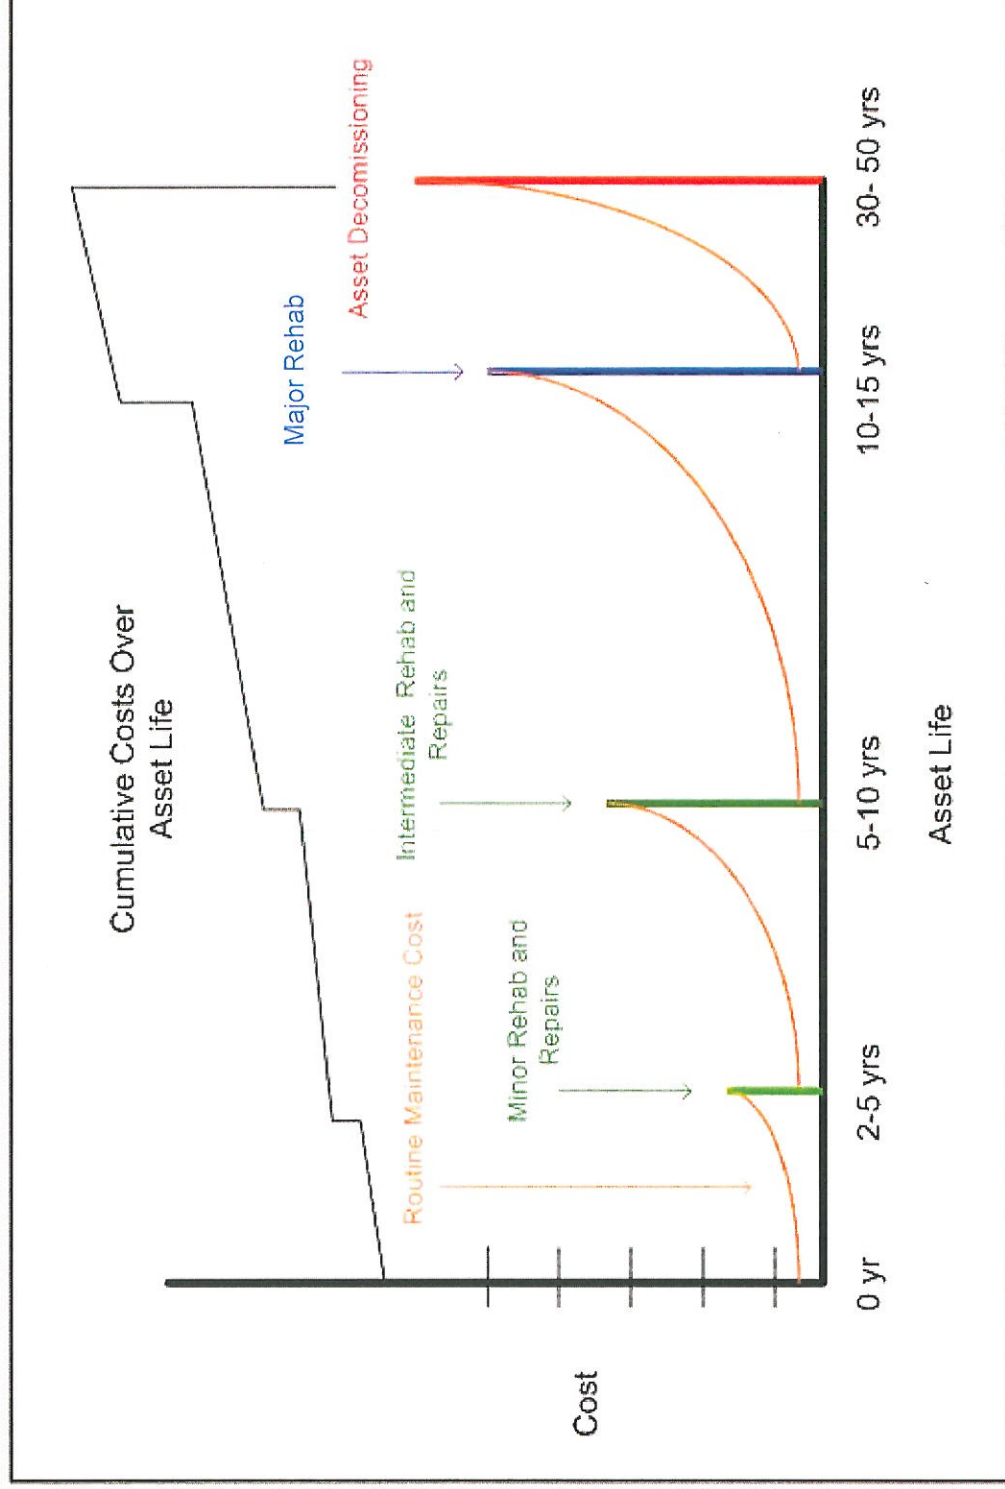 Cumulative Costs Over
Asset Life
Asset Decomissioning
Major Rehab
Intermediate Rehab and
Repairs
Routine Maintenance Cost
Minor Rehab and
Repairs
Cost
0 yr
2-5 yrs
5-10 yrs
10-15 yrs
30- 50 yrs
Asset Life